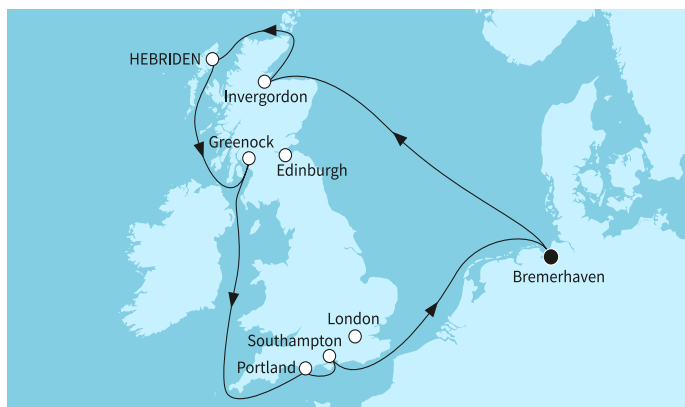 HEBRIDEN
Invergordon
Greenock
Edinburgh
Bremerhaven
London
Southampton
Portland